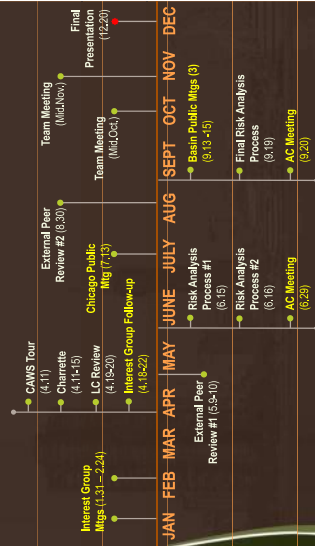 JAN FEB MAR APR MAY JUNE JULY AUG SEPT OCT NOV DEC
Interest Group
Mtgs (1.31 – 2.24)
CAWS Tour
(4.11)
Charrette
(4.11-15)
LC Review
(4.19-20)
Interest Group Follow-up
(4.18-22)
External Peer
Review #1 (5.9-10)
Risk Analysis
Process #1
(6.15)
Risk Analysis
Process #2
(6.16)
AC Meeting
(6.29)
Chicago Public
Mtg (7.13)
External Peer
Review #2 (8.30)
Basin Public Mtgs (3)
(9.13 -15)
Final Risk Analysis
Process
(9.19)
AC Meeting
(9.20)
Team Meeting
(Mid.Oct.)
Team Meeting
(Mid.Nov.)
Final
Presentation
(12.20)